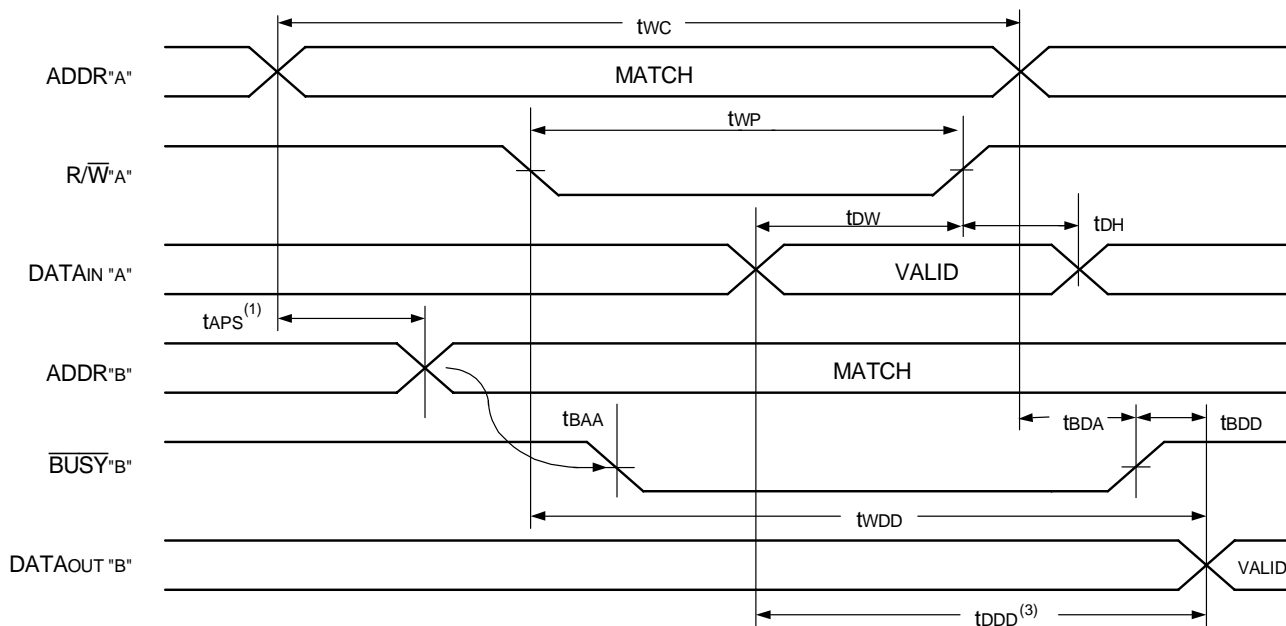 tWC
ADDR"A"
MATCH
tWP
R/W̅"A"
tDW
tDH
DATAIN "A"
VALID
tAPS(1)
ADDR"B"
MATCH
tBAA
tBDA
tBDD
B̅U̅S̅Y̅"B"
tWDD
DATAOUT "B"
VALID
tDDD(3)